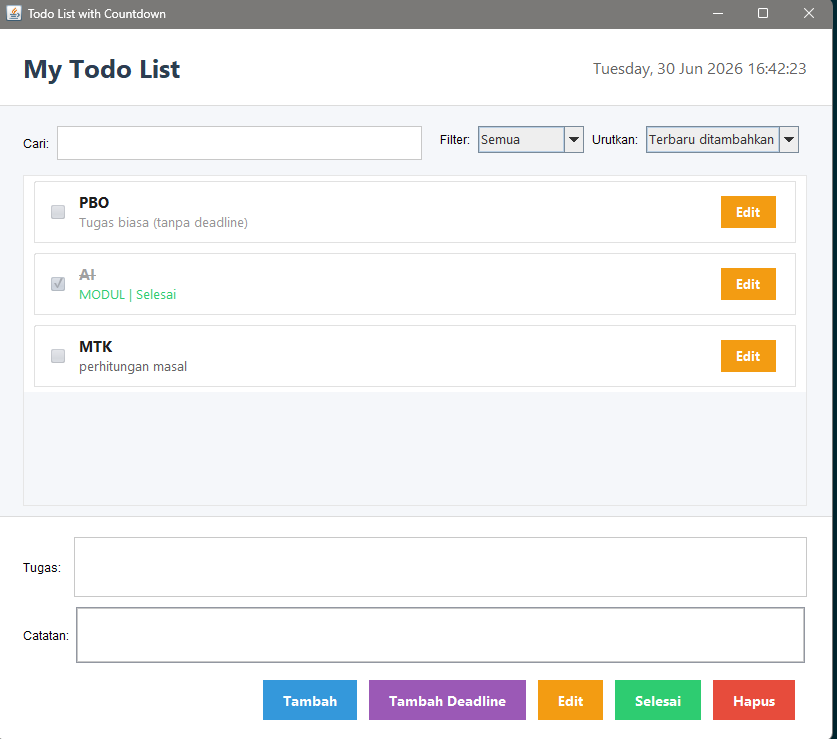 Todo List with Countdown
My Todo List
Tuesday, 30 Jun 2026 16:42:23
Cari:
Filter: Semua
Urutkan: Terbaru ditambahkan
PBO
Tugas biasa (tanpa deadline)
Edit
AI
MODUL | Selesai
Edit
MTK
perhitungan masal
Edit
Tugas:
Catatan:
Tambah
Tambah Deadline
Edit
Selesai
Hapus